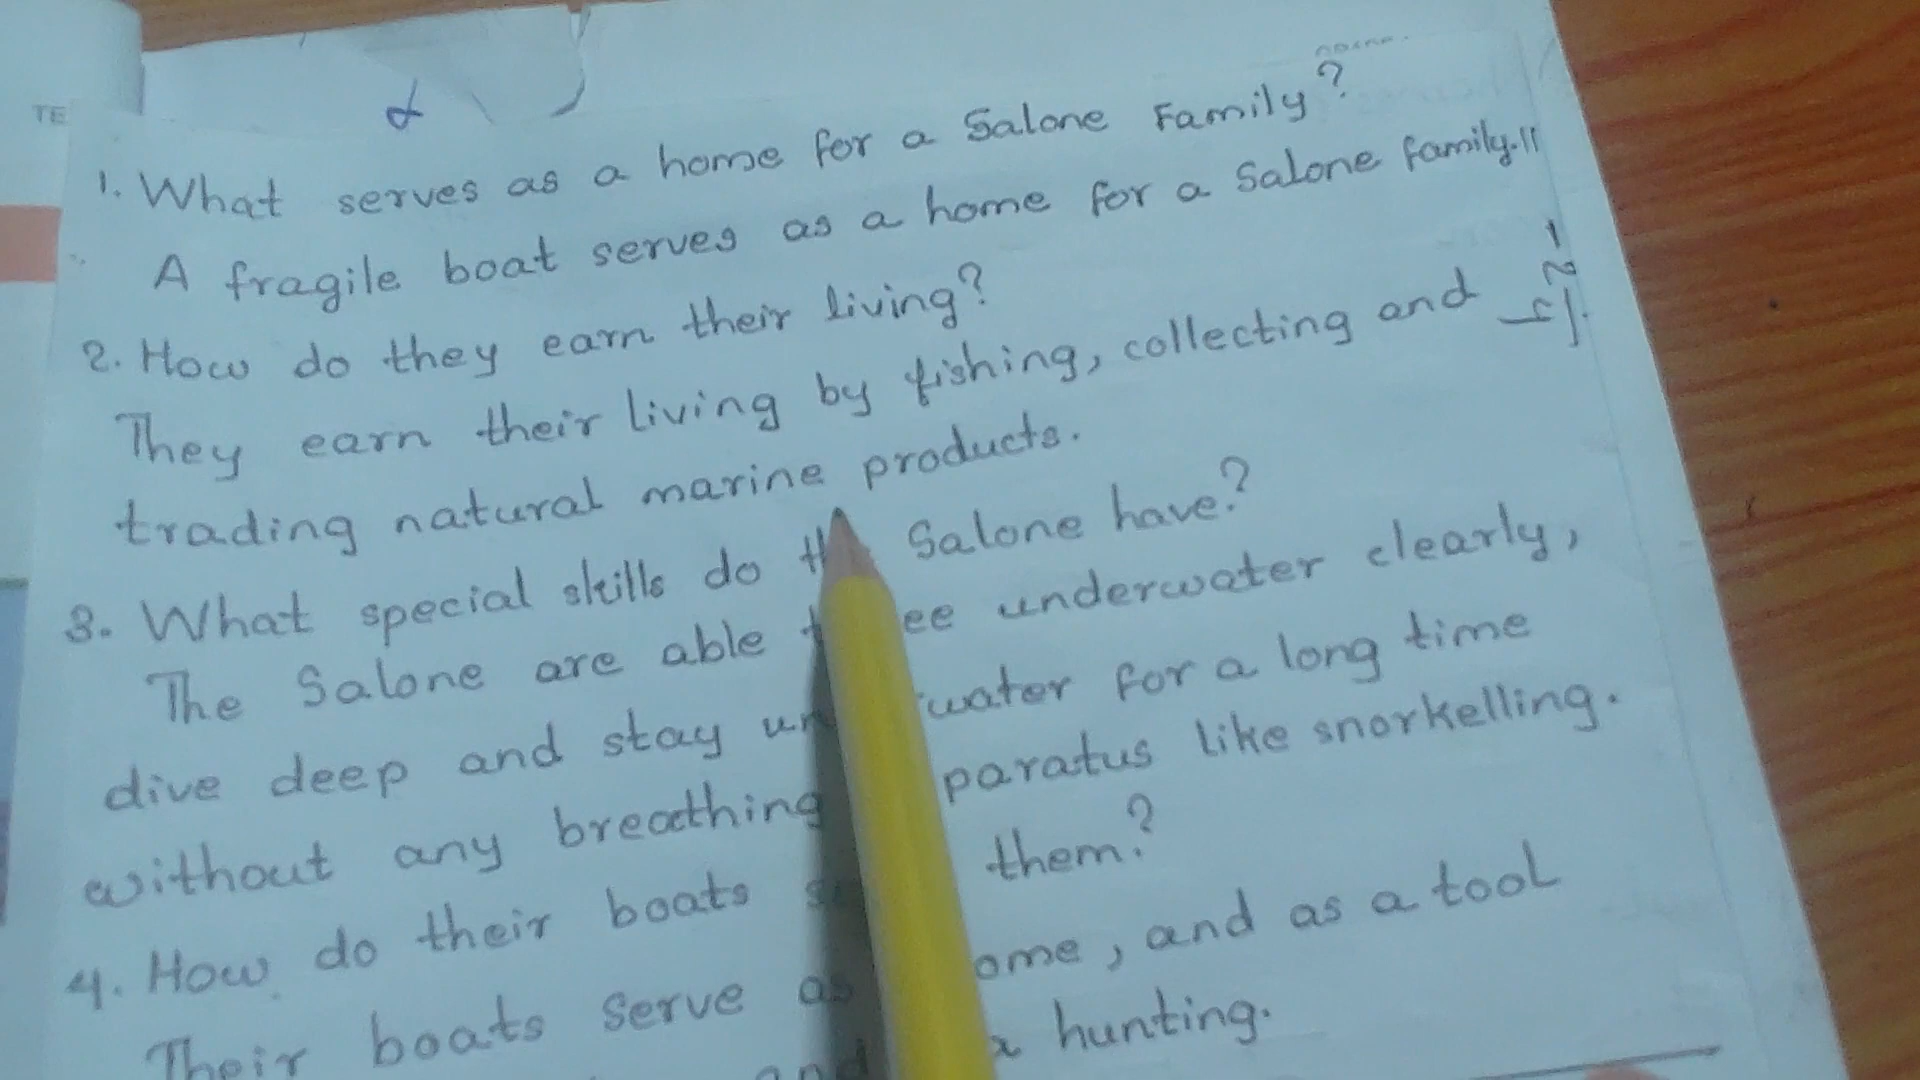 TE
1. What serves as a home for a Salone Family?
A fragile boat serves as a home for a Salone family.
2. How do they earn their living?
They earn their living by fishing, collecting and
trading natural marine products.
3. What special skills do Salone have?
The Salone are able underwater clearly,
dive deep and stay water for a long time
without any breathing paratus like snorkelling.
4. How do their boats them?
Their boats serve as ome, and as a tool
and hunting.